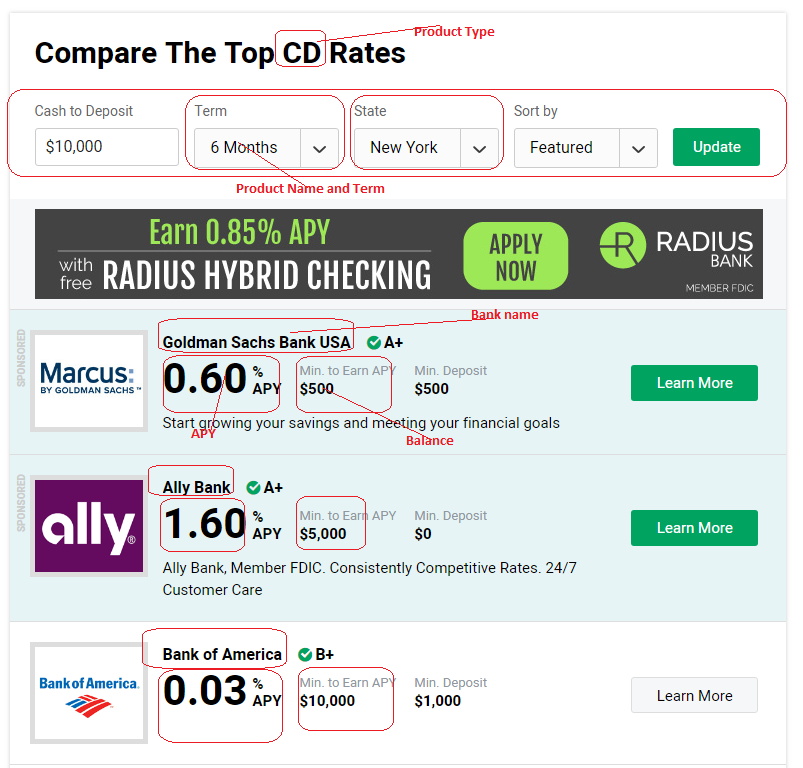 Product Type
Compare The Top CD Rates
Cash to Deposit
Term
State
Sort by
$10,000
6 Months
New York
Featured
Update
Product Name and Term
Earn 0.85% APY
with free RADIUS HYBRID CHECKING
APPLY NOW
R RADIUS BANK
MEMBER FDIC
Bank name
SPONSORED
Marcus:
BY GOLDMAN SACHS™
Goldman Sachs Bank USA A+
0.60 % APY
Min. to Earn APY
$500
Min. Deposit
$500
Learn More
Start growing your savings and meeting your financial goals
APY
Balance
SPONSORED
ally®
Ally Bank A+
1.60 % APY
Min. to Earn APY
$5,000
Min. Deposit
$0
Learn More
Ally Bank, Member FDIC. Consistently Competitive Rates. 24/7
Customer Care
Bank of America.
Bank of America B+
0.03 % APY
Min. to Earn APY
$10,000
Min. Deposit
$1,000
Learn More